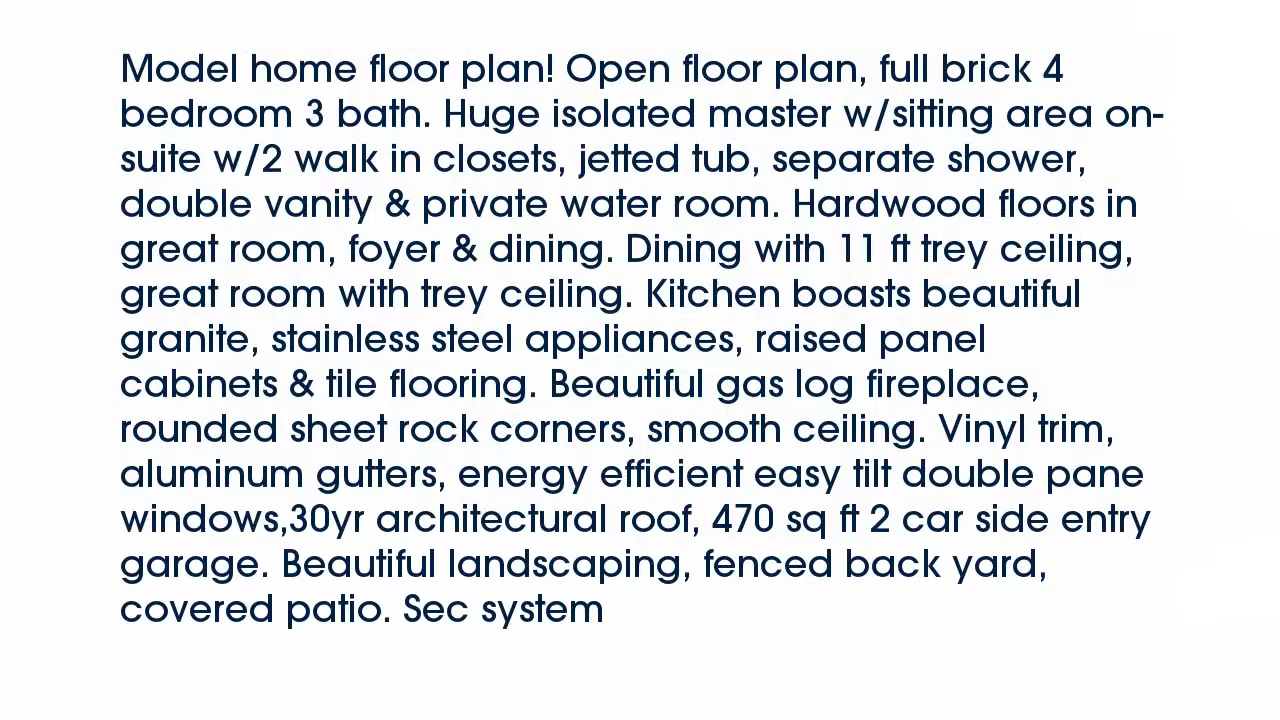 Model home floor plan! Open floor plan, full brick 4
bedroom 3 bath. Huge isolated master w/sitting area on-
suite w/2 walk in closets, jetted tub, separate shower,
double vanity & private water room. Hardwood floors in
great room, foyer & dining. Dining with 11 ft trey ceiling,
great room with trey ceiling. Kitchen boasts beautiful
granite, stainless steel appliances, raised panel
cabinets & tile flooring. Beautiful gas log fireplace,
rounded sheet rock corners, smooth ceiling. Vinyl trim,
aluminum gutters, energy efficient easy tilt double pane
windows,30yr architectural roof, 470 sq ft 2 car side entry
garage. Beautiful landscaping, fenced back yard,
covered patio. Sec system